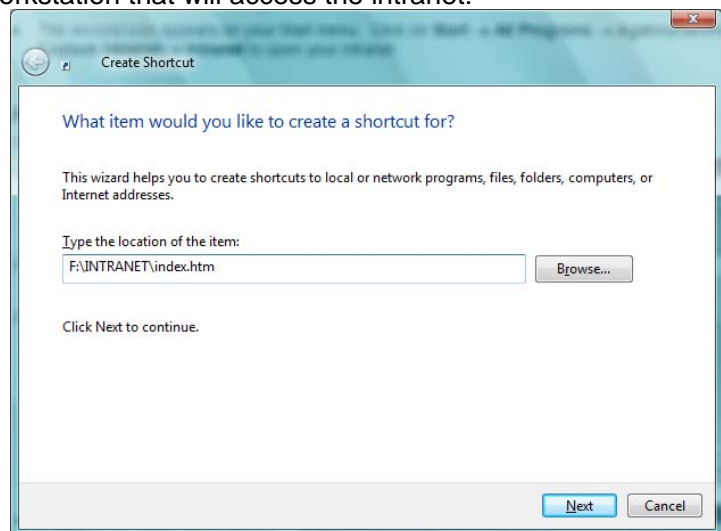 orkstation that will access the intranet.
Create Shortcut
What item would you like to create a shortcut for?
This wizard helps you to create shortcuts to local or network programs, files, folders, computers, or
Internet addresses.
Type the location of the item:
F:\INTRANET\index.htm
Browse...
Click Next to continue.
Next Cancel